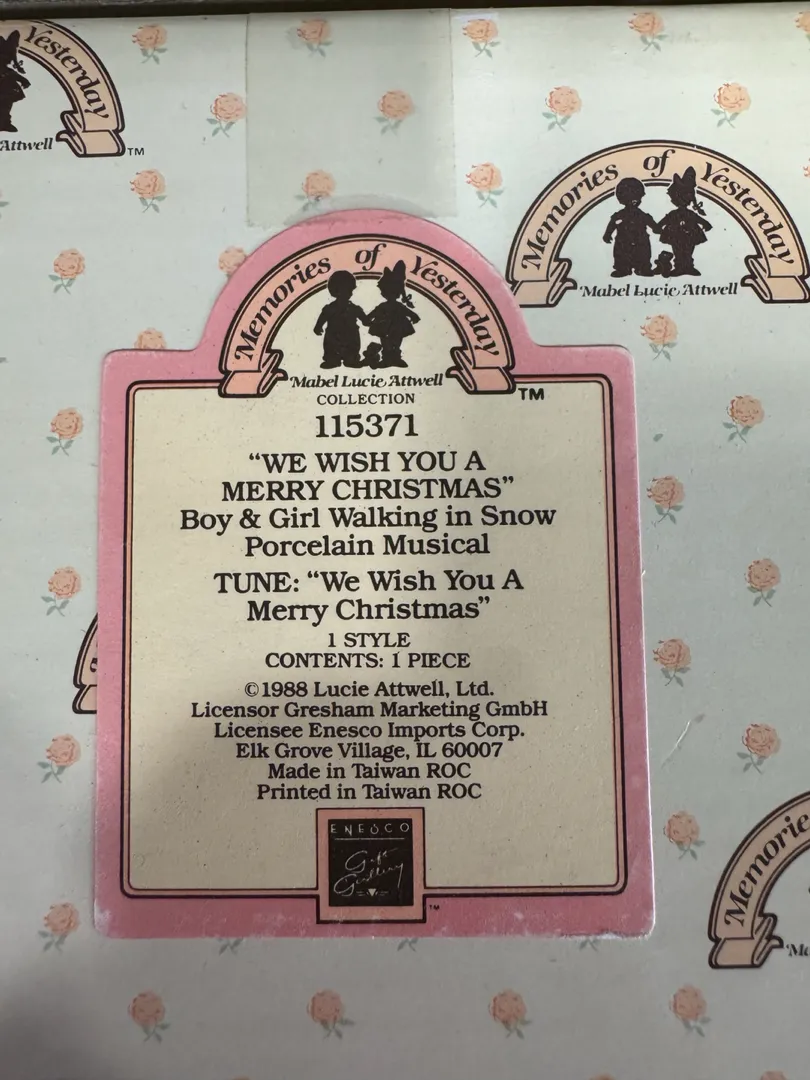 Yesterday
Attwell
TM
Memories of Yesterday
Mabel Lucie Attwell
Memories of Yesterday
Mabel Lucie Attwell
TM
COLLECTION
115371
“WE WISH YOU A
MERRY CHRISTMAS”
Boy & Girl Walking in Snow
Porcelain Musical
TUNE: “We Wish You A
Merry Christmas”
1 STYLE
CONTENTS: 1 PIECE
©1988 Lucie Attwell, Ltd.
Licensor Gresham Marketing GmbH
Licensee Enesco Imports Corp.
Elk Grove Village, IL 60007
Made in Taiwan ROC
Printed in Taiwan ROC
ENESCO
Gift
Gallery
TM
Memorie